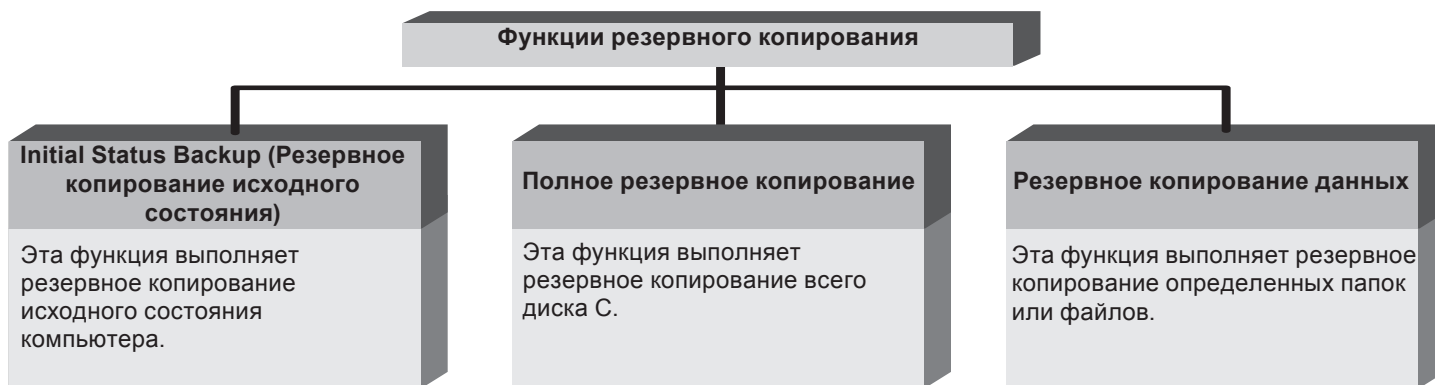 Функции резервного копирования
Initial Status Backup (Резервное
копирование исходного
состояния)
Эта функция выполняет
резервное копирование
исходного состояния
компьютера.
Полное резервное копирование
Эта функция выполняет
резервное копирование всего
диска C.
Резервное копирование данных
Эта функция выполняет резервное
копирование определенных папок
или файлов.